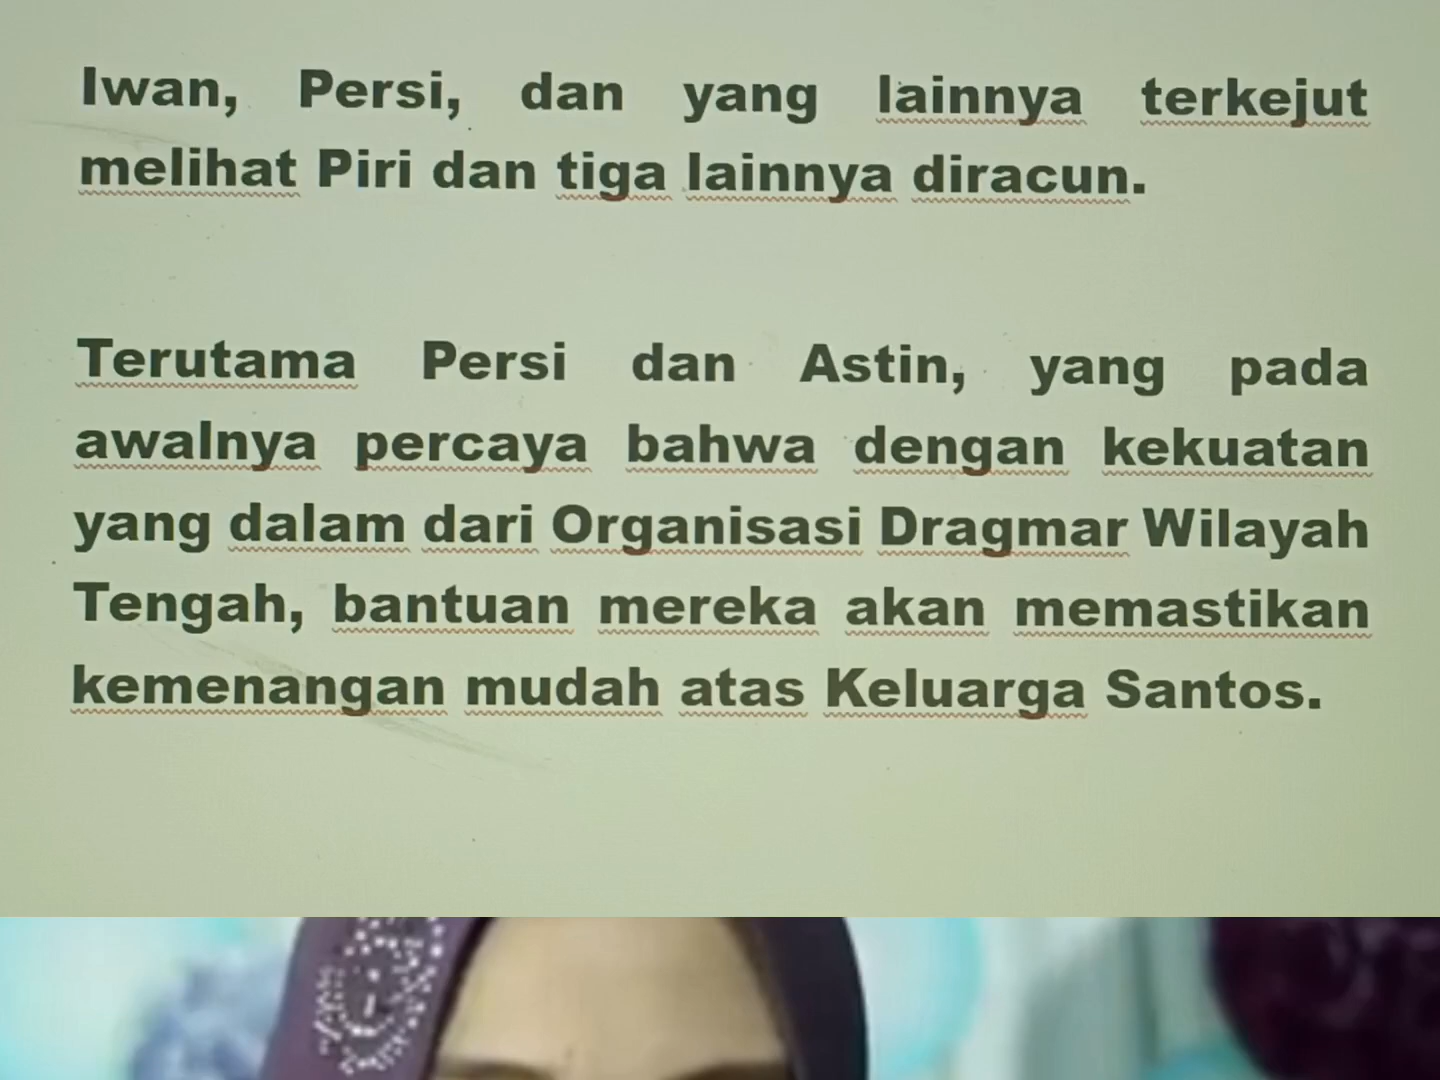 Iwan, Persi, dan yang lainnya terkejut
melihat Piri dan tiga lainnya diracun.
Terutama Persi dan Astin, yang pada
awalnya percaya bahwa dengan kekuatan
yang dalam dari Organisasi Dragmar Wilayah
Tengah, bantuan mereka akan memastikan
kemenangan mudah atas Keluarga Santos.